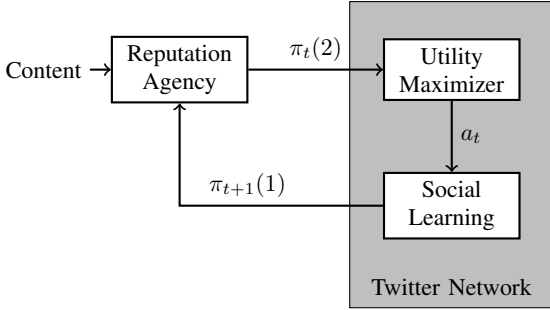 Content
Reputation
Agency
π_t(2)
Utility
Maximizer
a_t
π_{t+1}(1)
Social
Learning
Twitter Network